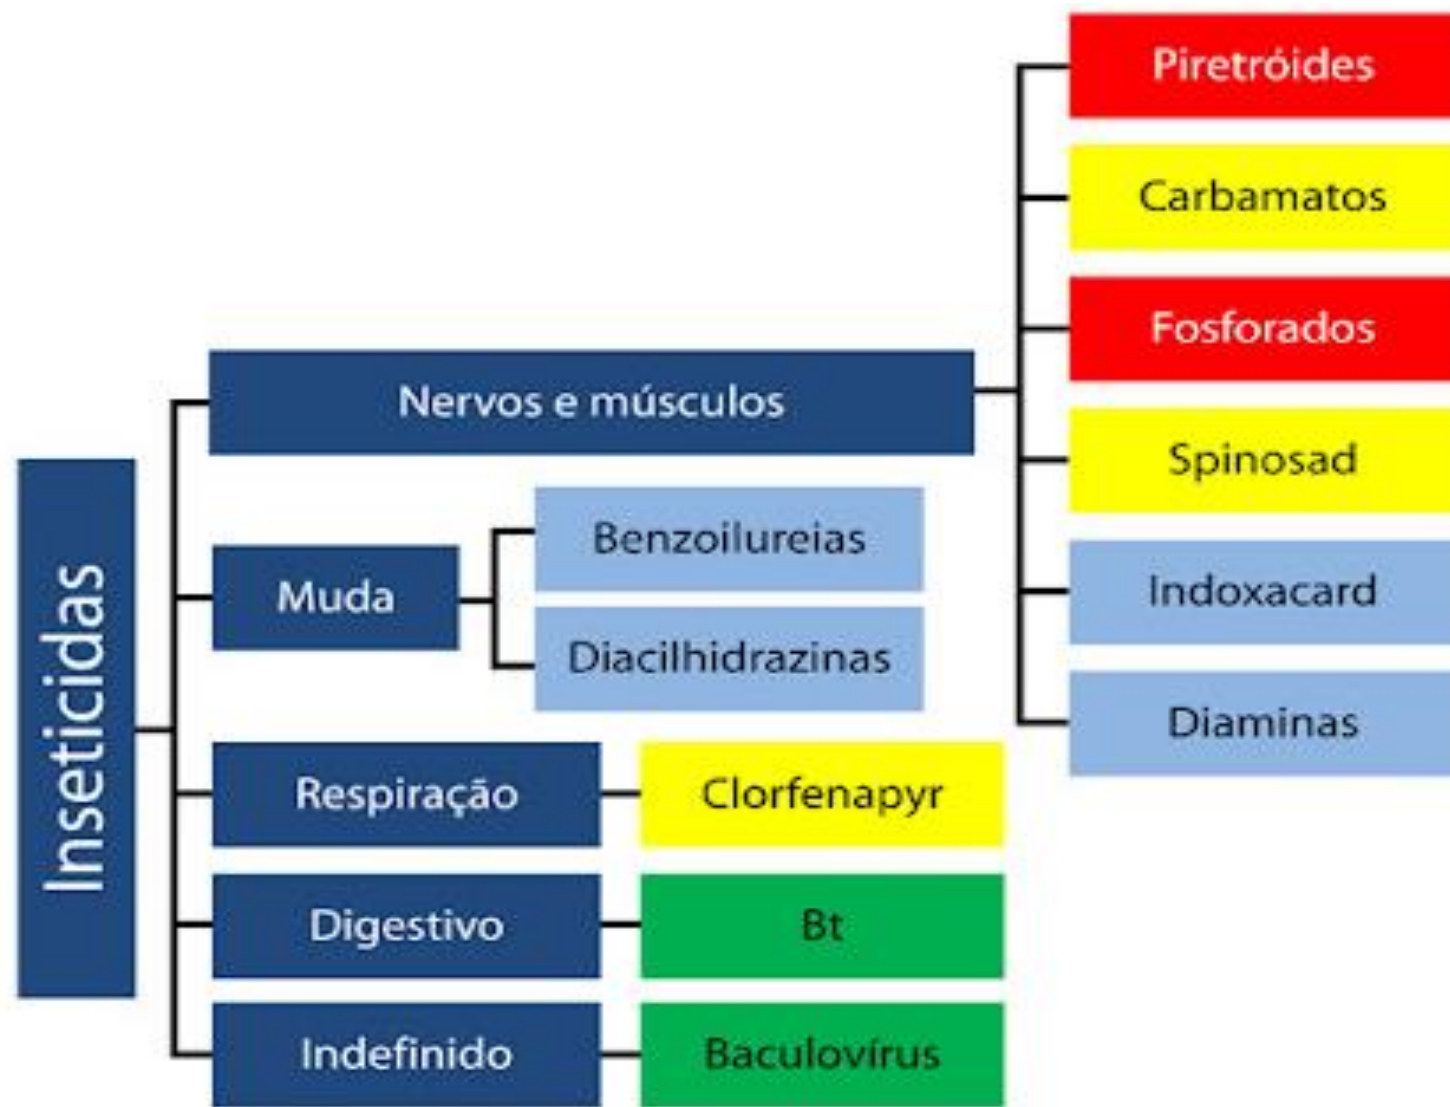 Inseticidas
Nervos e músculos
Piretróides
Carbamatos
Fosforados
Spinosad
Indoxacard
Diaminas
Muda
Benzoilureias
Diacilhidrazinas
Respiração
Clorfenapyr
Digestivo
Bt
Indefinido
Baculovírus